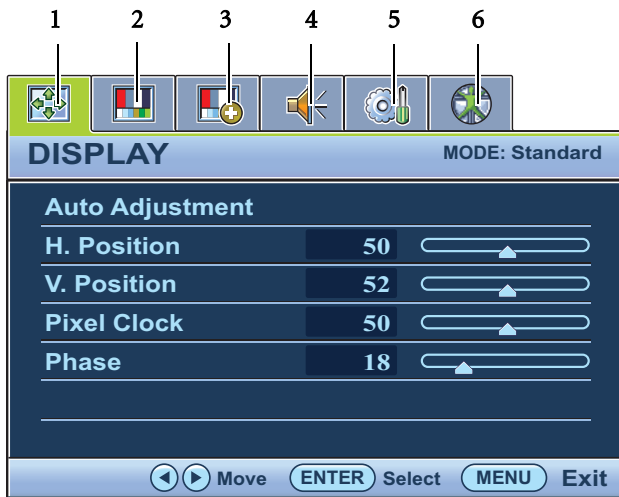 1 2 3 4 5 6
DISPLAY MODE: Standard
Auto Adjustment
H. Position 50
V. Position 52
Pixel Clock 50
Phase 18
Move ENTER Select MENU Exit